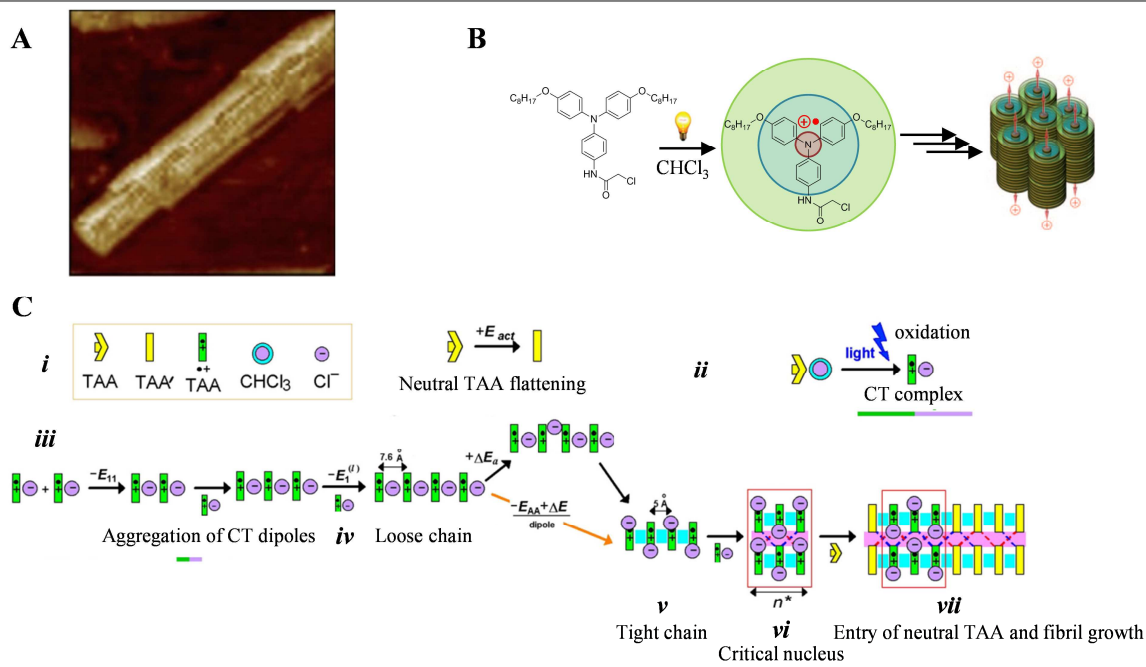 A
B
C₈H₁₇
O
O
C₈H₁₇
N
HN
O
Cl
CHCl₃
C₈H₁₇
O
O
C₈H₁₇
N
HN
O
Cl
C
i
TAA
TAA′
•+
TAA
CHCl₃
Cl⁻
+E act
Neutral TAA flattening
ii
light
oxidation
CT complex
iii
+
−E₁₁
Aggregation of CT dipoles
iv
−E₁⁽ˡ⁾
7.6 Å
Loose chain
+ΔEₐ
−E_AA+ΔE
dipole
5 Å
v
Tight chain
n*
vi
Critical nucleus
vii
Entry of neutral TAA and fibril growth